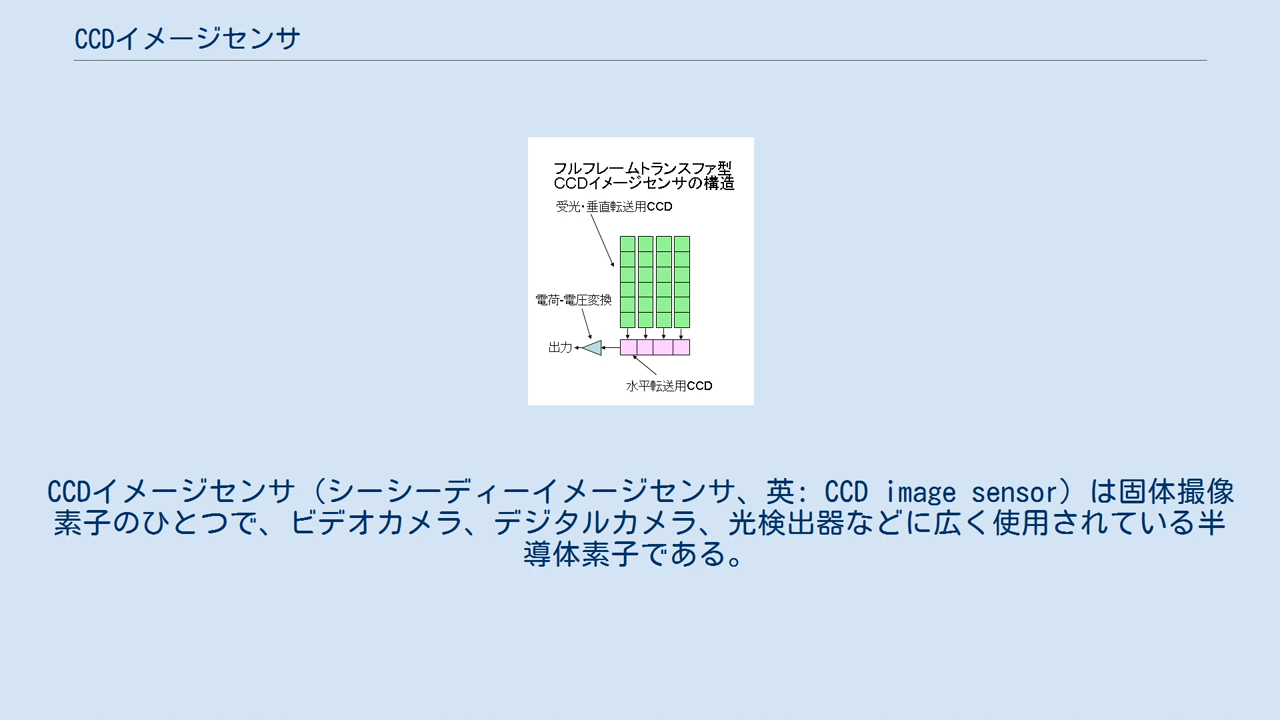 CCDイメージセンサ
フルフレームトランスファ型
CCDイメージセンサの構造
受光・垂直転送用CCD
電荷-電圧変換
出力
水平転送用CCD
CCDイメージセンサ（シーシーディーイメージセンサ、英: CCD image sensor）は固体撮像
素子のひとつで、ビデオカメラ、デジタルカメラ、光検出器などに広く使用されている半
導体素子である。